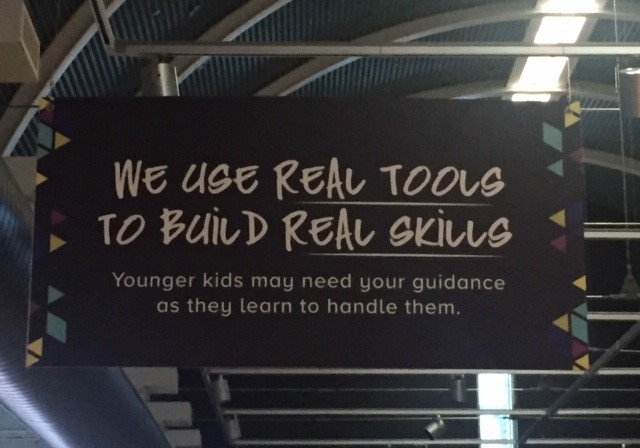 WE USE REAL TOOLS
TO BUiLD REAL SKiLLS
Younger kids may need your guidance
as they learn to handle them.